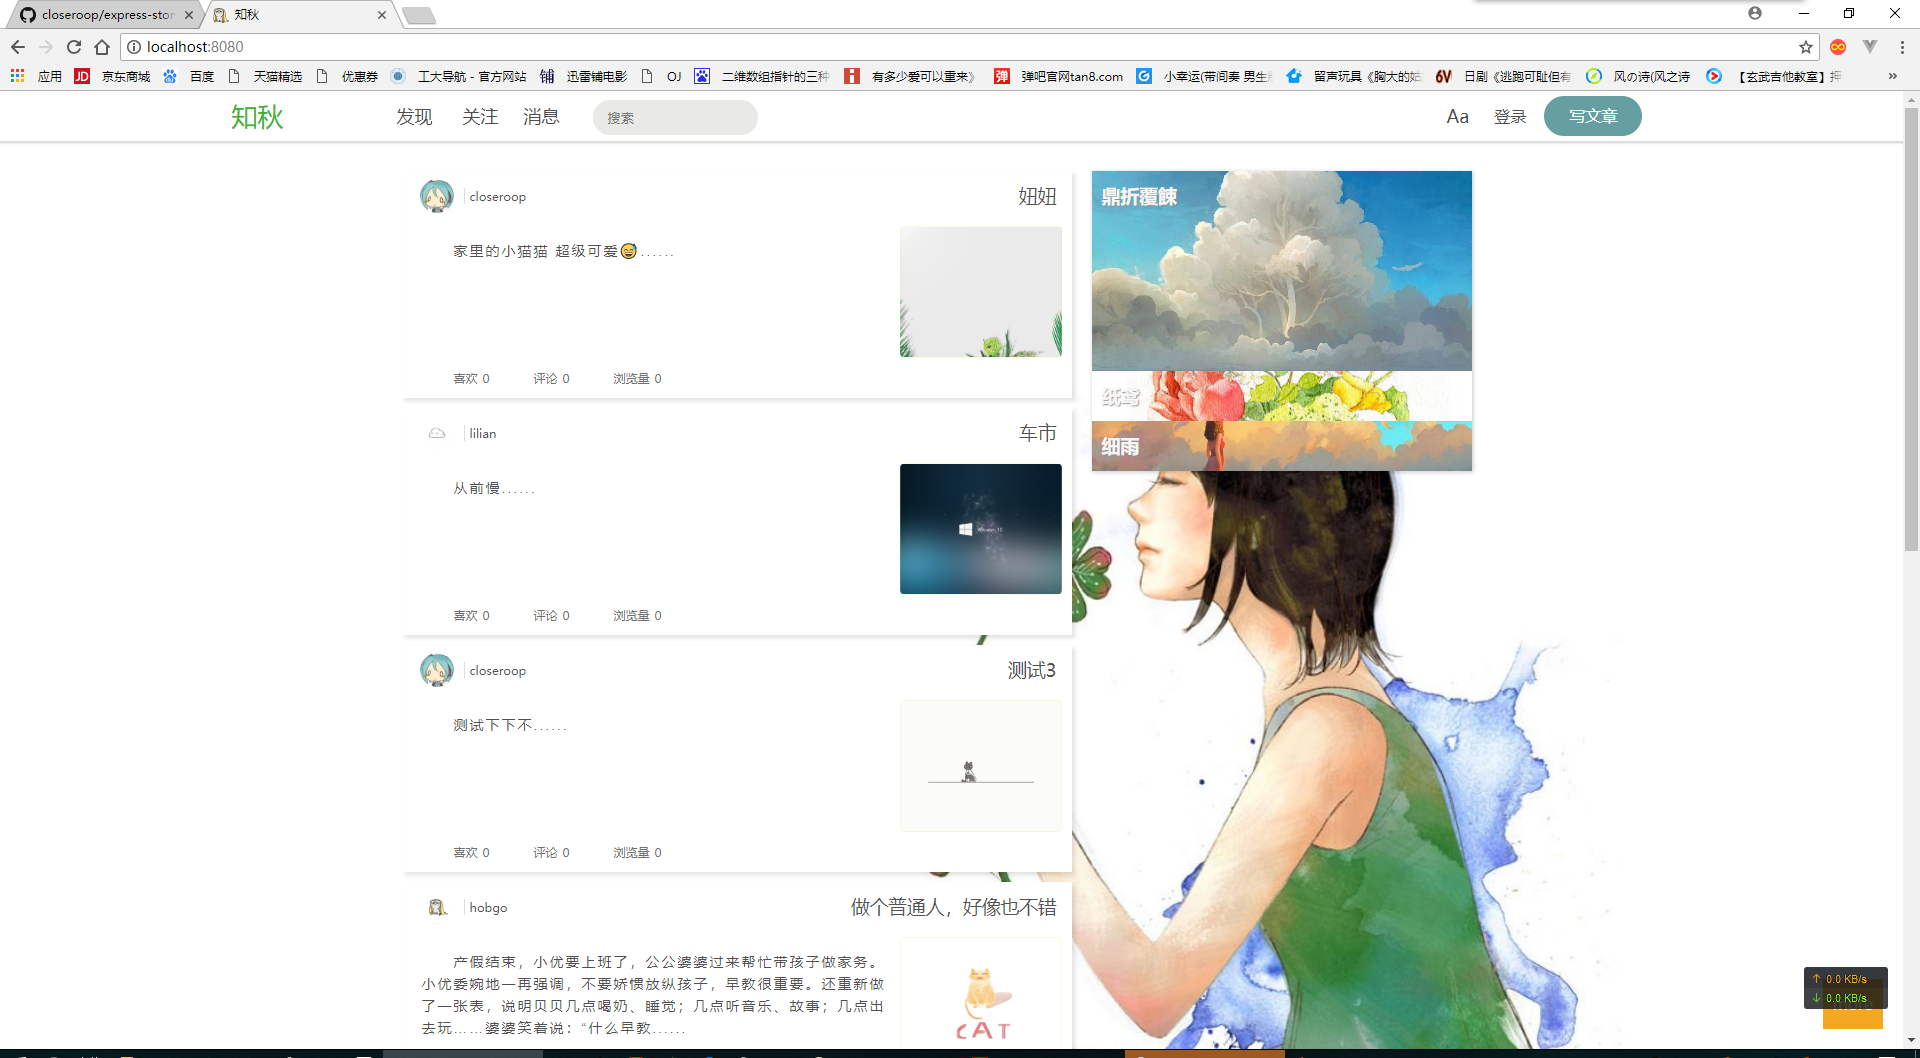 closeroop/express-stor
知秋
localhost:8080
应用 京东商城 百度 天猫精选 优惠券 工大导航 - 官方网站 迅雷铺电影 OJ 二维数组指针的三种 有多少爱可以重来》 弹吧官网tan8.com 小幸运(带间奏 男生 留声玩具《胸大的姑 日剧《逃跑可耻但有 风の诗(风之诗 【玄武吉他教室】押 »
知秋 发现 关注 消息 搜索 Aa 登录 写文章
closeroop 妞妞
家里的小猫猫 超级可爱😅......
喜欢 0 评论 0 浏览量 0
鼎折覆餗
纸鸢
细雨
lilian 车市
从前慢......
Windows 10
喜欢 0 评论 0 浏览量 0
closeroop 测试3
测试下下不......
喜欢 0 评论 0 浏览量 0
hobgo 做个普通人，好像也不错
产假结束，小优要上班了，公公婆婆过来帮忙带孩子做家务。
小优委婉地一再强调，不要娇惯放纵孩子，早教很重要。还重新做
了一张表，说明贝贝几点喝奶、睡觉；几点听音乐、故事；几点出
去玩……婆婆笑着说：“什么早教......
CAT
↑ 0.0 KB/s
↓ 0.0 KB/s